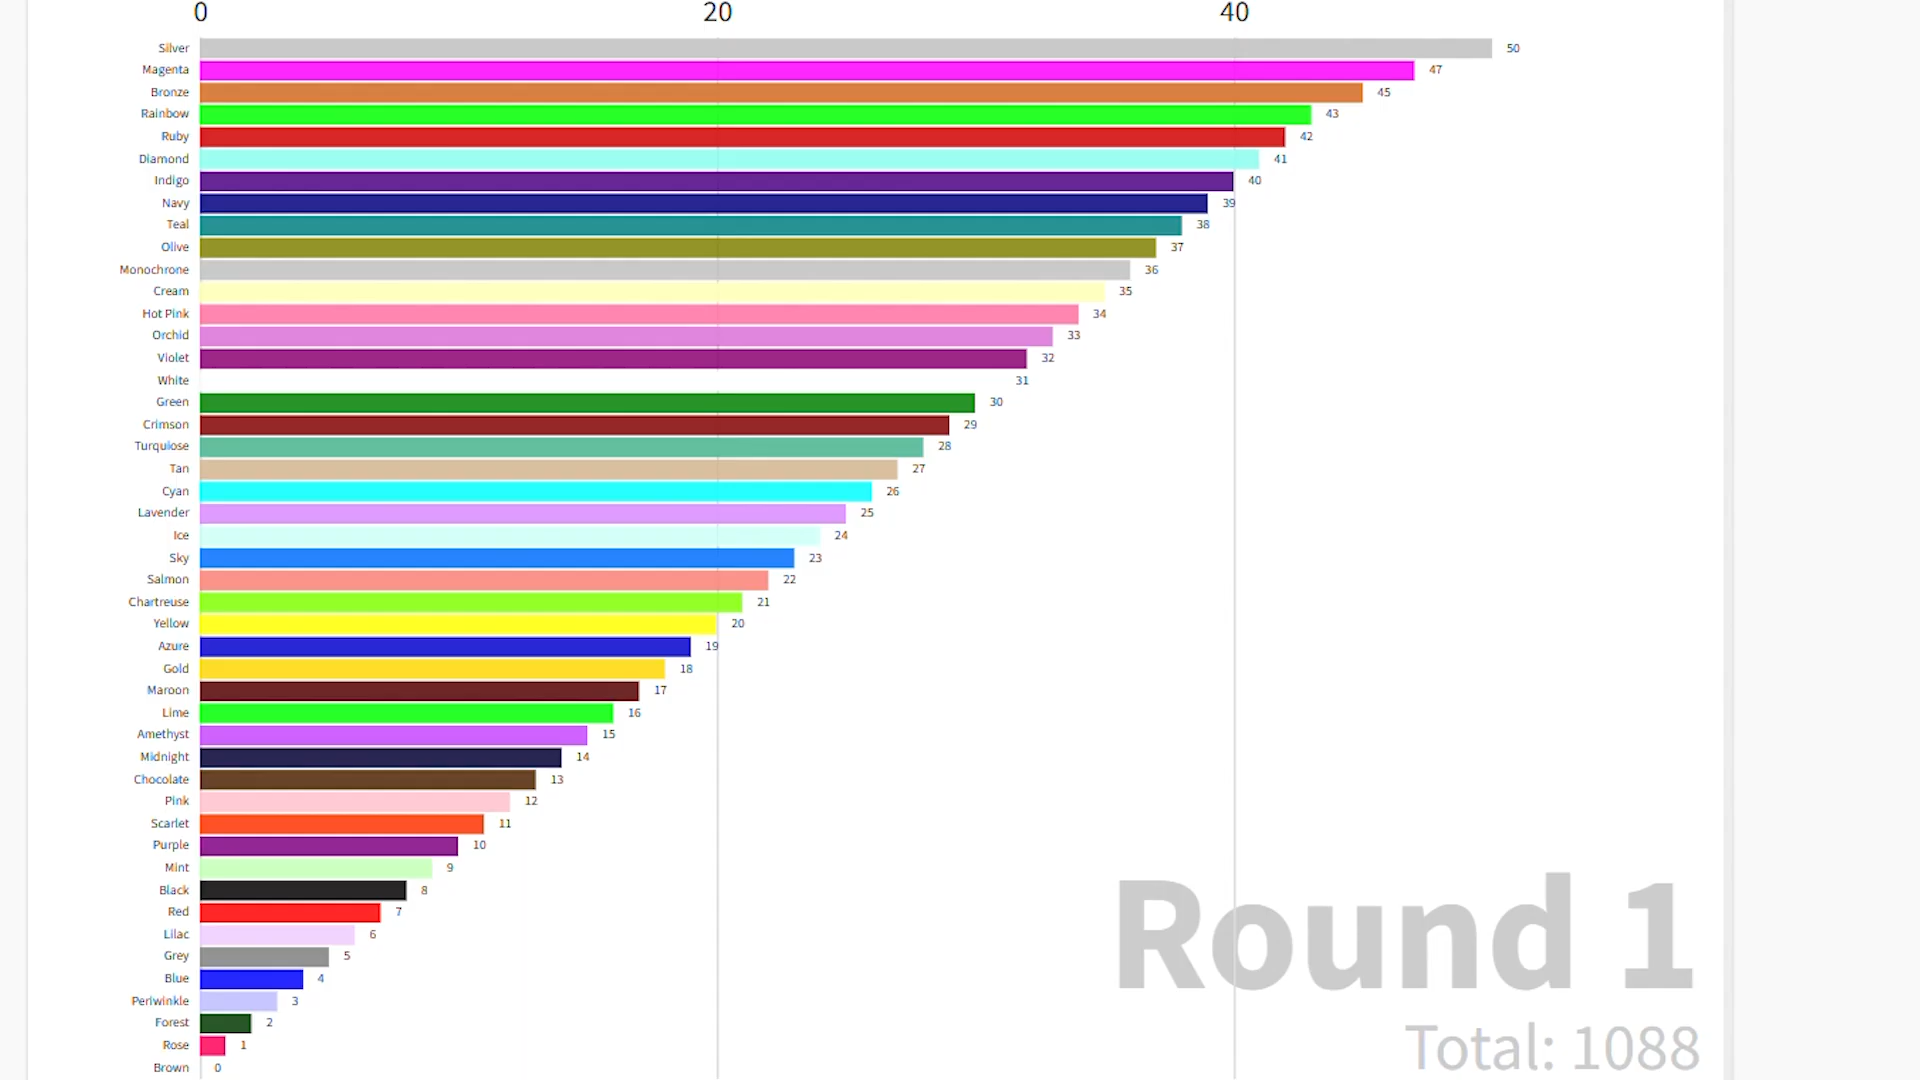 0 20 40
Silver 50
Magenta 47
Bronze 45
Rainbow 43
Ruby 42
Diamond 41
Indigo 40
Navy 39
Teal 38
Olive 37
Monochrone 36
Cream 35
Hot Pink 34
Orchid 33
Violet 32
White 31
Green 30
Crimson 29
Turquiose 28
Tan 27
Cyan 26
Lavender 25
Ice 24
Sky 23
Salmon 22
Chartreuse 21
Yellow 20
Azure 19
Gold 18
Maroon 17
Lime 16
Amethyst 15
Midnight 14
Chocolate 13
Pink 12
Scarlet 11
Purple 10
Mint 9
Black 8
Red 7
Lilac 6
Grey 5
Blue 4
Periwinkle 3
Forest 2
Rose 1
Brown 0
Round 1
Total: 1088